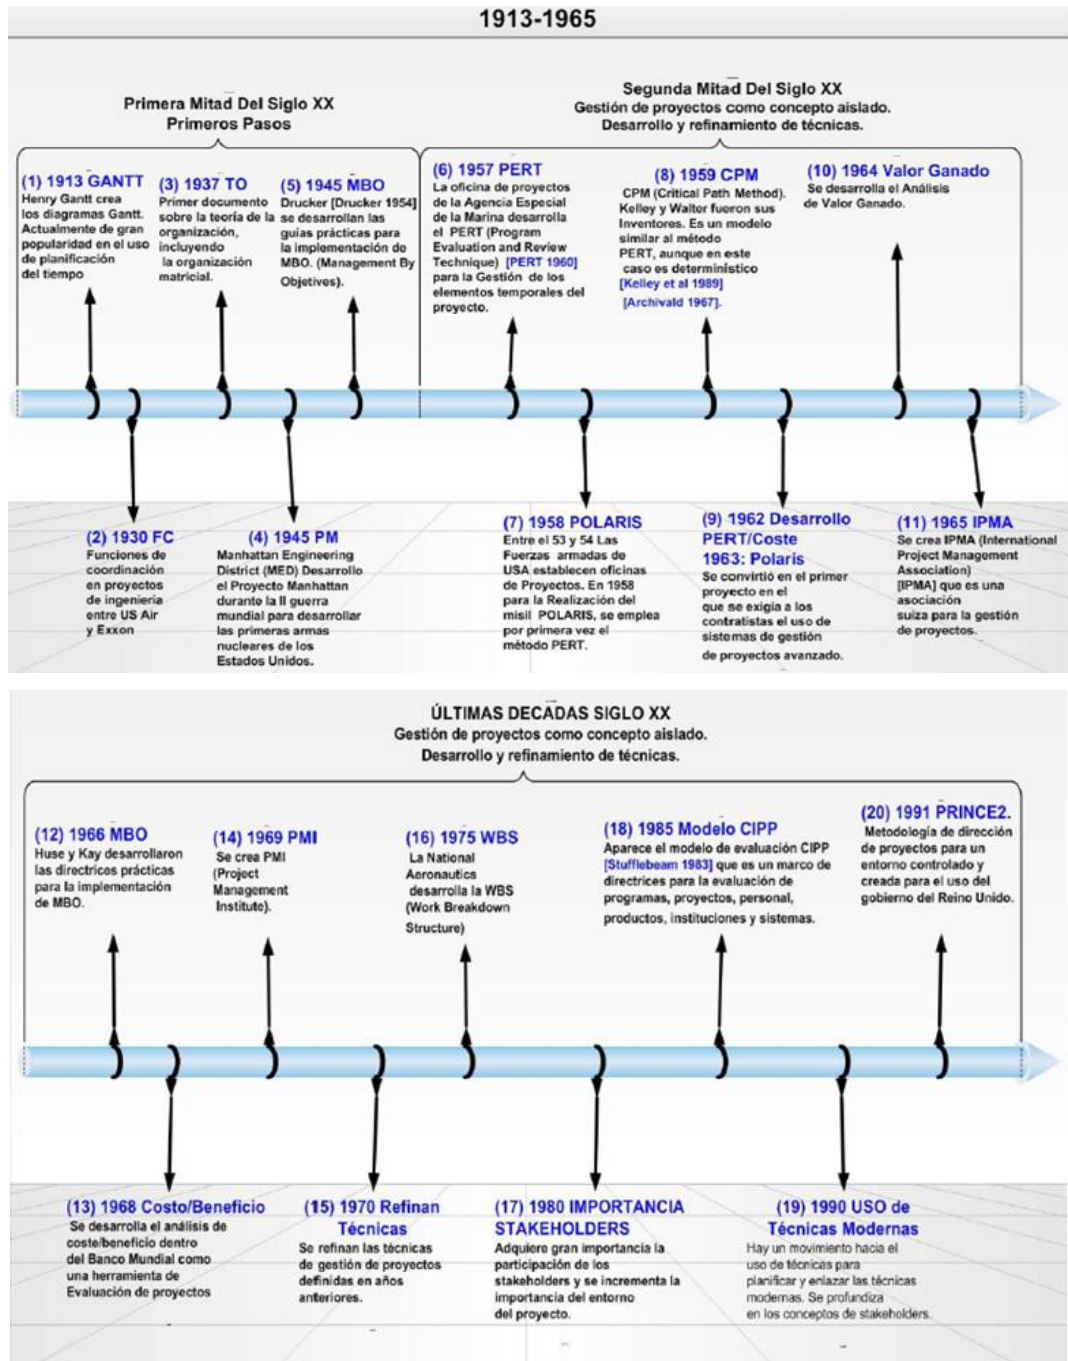 1913-1965
Primera Mitad Del Siglo XX
Primeros Pasos
Segunda Mitad Del Siglo XX
Gestión de proyectos como concepto aislado.
Desarrollo y refinamiento de técnicas.
(1) 1913 GANTT
Henry Gantt crea
los diagramas Gantt.
Actualmente de gran
popularidad en el uso
de planificación
del tiempo
(3) 1937 TO
Primer documento
sobre la teoría de la
organización,
incluyendo
la organización
matricial.
(5) 1945 MBO
Drucker [Drucker 1954]
se desarrollan las
guías prácticas para
la implementación de
MBO. (Management By
Objetives).
(6) 1957 PERT
La oficina de proyectos
de la Agencia Especial
de la Marina desarrolla
el PERT (Program
Evaluation and Review
Technique) [PERT 1960]
para la Gestión de los
elementos temporales del
proyecto.
(8) 1959 CPM
CPM (Critical Path Method).
Kelley y Walter fueron sus
Inventores. Es un modelo
similar al método
PERT, aunque en este
caso es determinístico
[Kelley et al 1989]
[Archivald 1967].
(10) 1964 Valor Ganado
Se desarrolla el Análisis
de Valor Ganado.
(2) 1930 FC
Funciones de
coordinación
en proyectos
de ingeniería
entre US Air
y Exxon
(4) 1945 PM
Manhattan Engineering
District (MED) Desarrollo
el Proyecto Manhattan
durante la II guerra
mundial para desarrollar
las primeras armas
nucleares de los
Estados Unidos.
(7) 1958 POLARIS
Entre el 53 y 54 Las
Fuerzas armadas de
USA establecen oficinas
de Proyectos. En 1958
para la Realización del
misil POLARIS, se emplea
por primera vez el
método PERT.
(9) 1962 Desarrollo
PERT/Coste
1963: Polaris
Se convirtió en el primer
proyecto en el
que se exigia a los
contratistas el uso de
sistemas de gestión
de proyectos avanzado.
(11) 1965 IPMA
Se crea IPMA (International
Project Management
Association)
[IPMA] que es una
asociación
suiza para la gestión
de proyectos.
ÚLTIMAS DECADAS SIGLO XX
Gestión de proyectos como concepto aislado.
Desarrollo y refinamiento de técnicas.
(12) 1966 MBO
Huse y Kay desarrollaron
las directrices prácticas
para la implementación
de MBO.
(14) 1969 PMI
Se crea PMI
(Project
Management
Institute).
(16) 1975 WBS
La National
Aeronautics
desarrolla la WBS
(Work Breakdown
Structure)
(18) 1985 Modelo CIPP
Aparece el modelo de evaluación CIPP
[Stufflebeam 1983] que es un marco de
directrices para la evaluación de
programas, proyectos, personal,
productos, instituciones y sistemas.
(20) 1991 PRINCE2.
Metodología de dirección
de proyectos para un
entorno controlado y
creada para el uso del
gobierno del Reino Unido.
(13) 1968 Costo/Beneficio
Se desarrolla el análisis de
coste/beneficio dentro
del Banco Mundial como
una herramienta de
Evaluación de proyectos
(15) 1970 Refinan
Técnicas
Se refinan las técnicas
de gestión de proyectos
definidas en años
anteriores.
(17) 1980 IMPORTANCIA
STAKEHOLDERS
Adquiere gran importancia la
participación de los
stakeholders y se incrementa la
importancia del entorno
del proyecto.
(19) 1990 USO de
Técnicas Modernas
Hay un movimiento hacia el
uso de técnicas para
planificar y enlazar las técnicas
modernas. Se profundiza
en los conceptos de stakeholders.